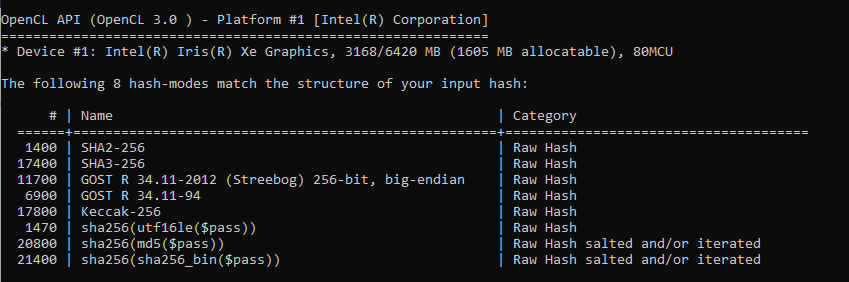 OpenCL API (OpenCL 3.0 ) - Platform #1 [Intel(R) Corporation]
=============================================================
* Device #1: Intel(R) Iris(R) Xe Graphics, 3168/6420 MB (1605 MB allocatable), 80MCU
The following 8 hash-modes match the structure of your input hash:
      # | Name                                                | Category
  ======+=====================================================+======================================
   1400 | SHA2-256                                            | Raw Hash
  17400 | SHA3-256                                            | Raw Hash
  11700 | GOST R 34.11-2012 (Streebog) 256-bit, big-endian    | Raw Hash
   6900 | GOST R 34.11-94                                     | Raw Hash
  17800 | Keccak-256                                          | Raw Hash
   1470 | sha256(utf16le($pass))                              | Raw Hash
  20800 | sha256(md5($pass))                                  | Raw Hash salted and/or iterated
  21400 | sha256(sha256_bin($pass))                           | Raw Hash salted and/or iterated